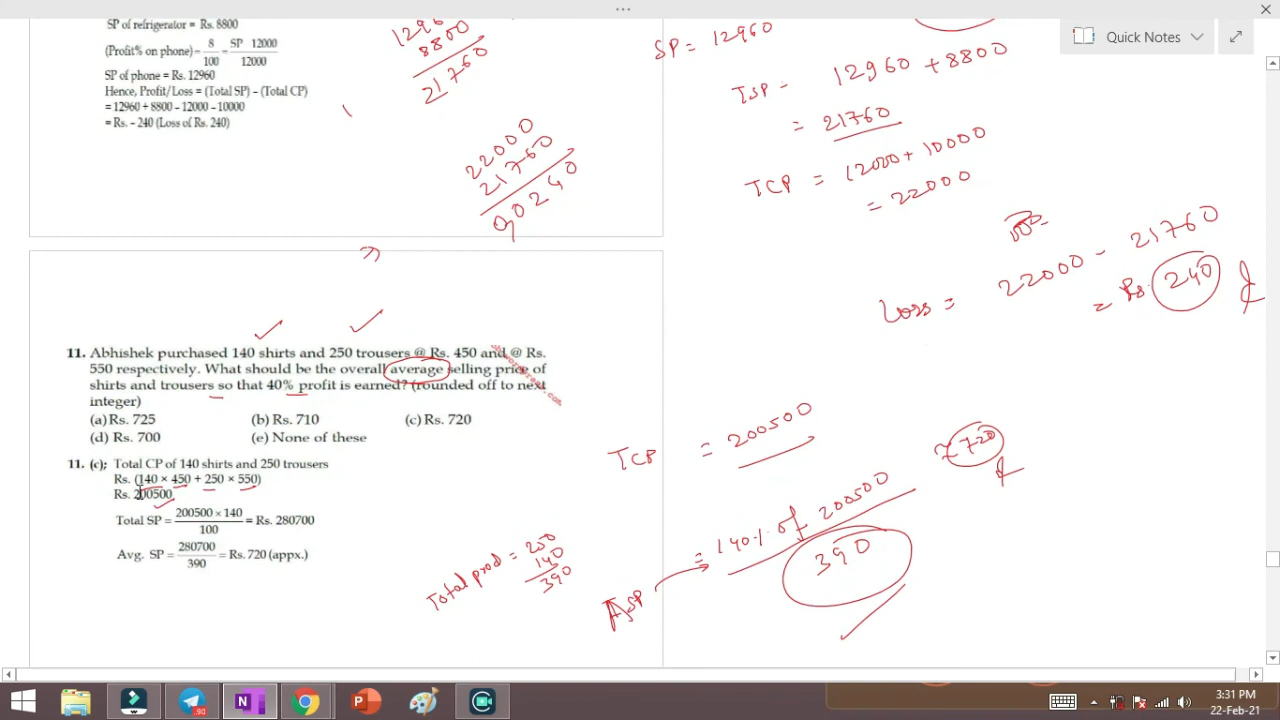 Quick Notes
SP of refrigerator = Rs. 8800
(Profit% on phone) = 8/100 = SP 12000/12000
SP of phone = Rs. 12960
Hence, Profit/Loss = (Total SP) – (Total CP)
= 12960 + 8800 – 12000 – 10000
= Rs. – 240 (Loss of Rs. 240)
12960
8800
21760
22000
21760
00240
SP = 12960
TSP = 12960 + 8800
= 21760
TCP = 12000 + 10000
= 22000
Loss = 22000 - 21760
= Rs. 240
11. Abhishek purchased 140 shirts and 250 trousers @ Rs. 450 and @ Rs.
550 respectively. What should be the overall average selling price of
shirts and trousers so that 40% profit is earned? (rounded off to next
integer)
(a) Rs. 725 (b) Rs. 710 (c) Rs. 720
(d) Rs. 700 (e) None of these
11. (c); Total CP of 140 shirts and 250 trousers
Rs. (140 × 450 + 250 × 550)
Rs. 200500
Total SP = 200500 × 140/100 = Rs. 280700
Avg. SP = 280700/390 = Rs. 720 (appx.)
Total prod = 250
140
390
TCP = 200500
ASP = 140% of 200500
390
≈ 720
90
3:31 PM
22-Feb-21